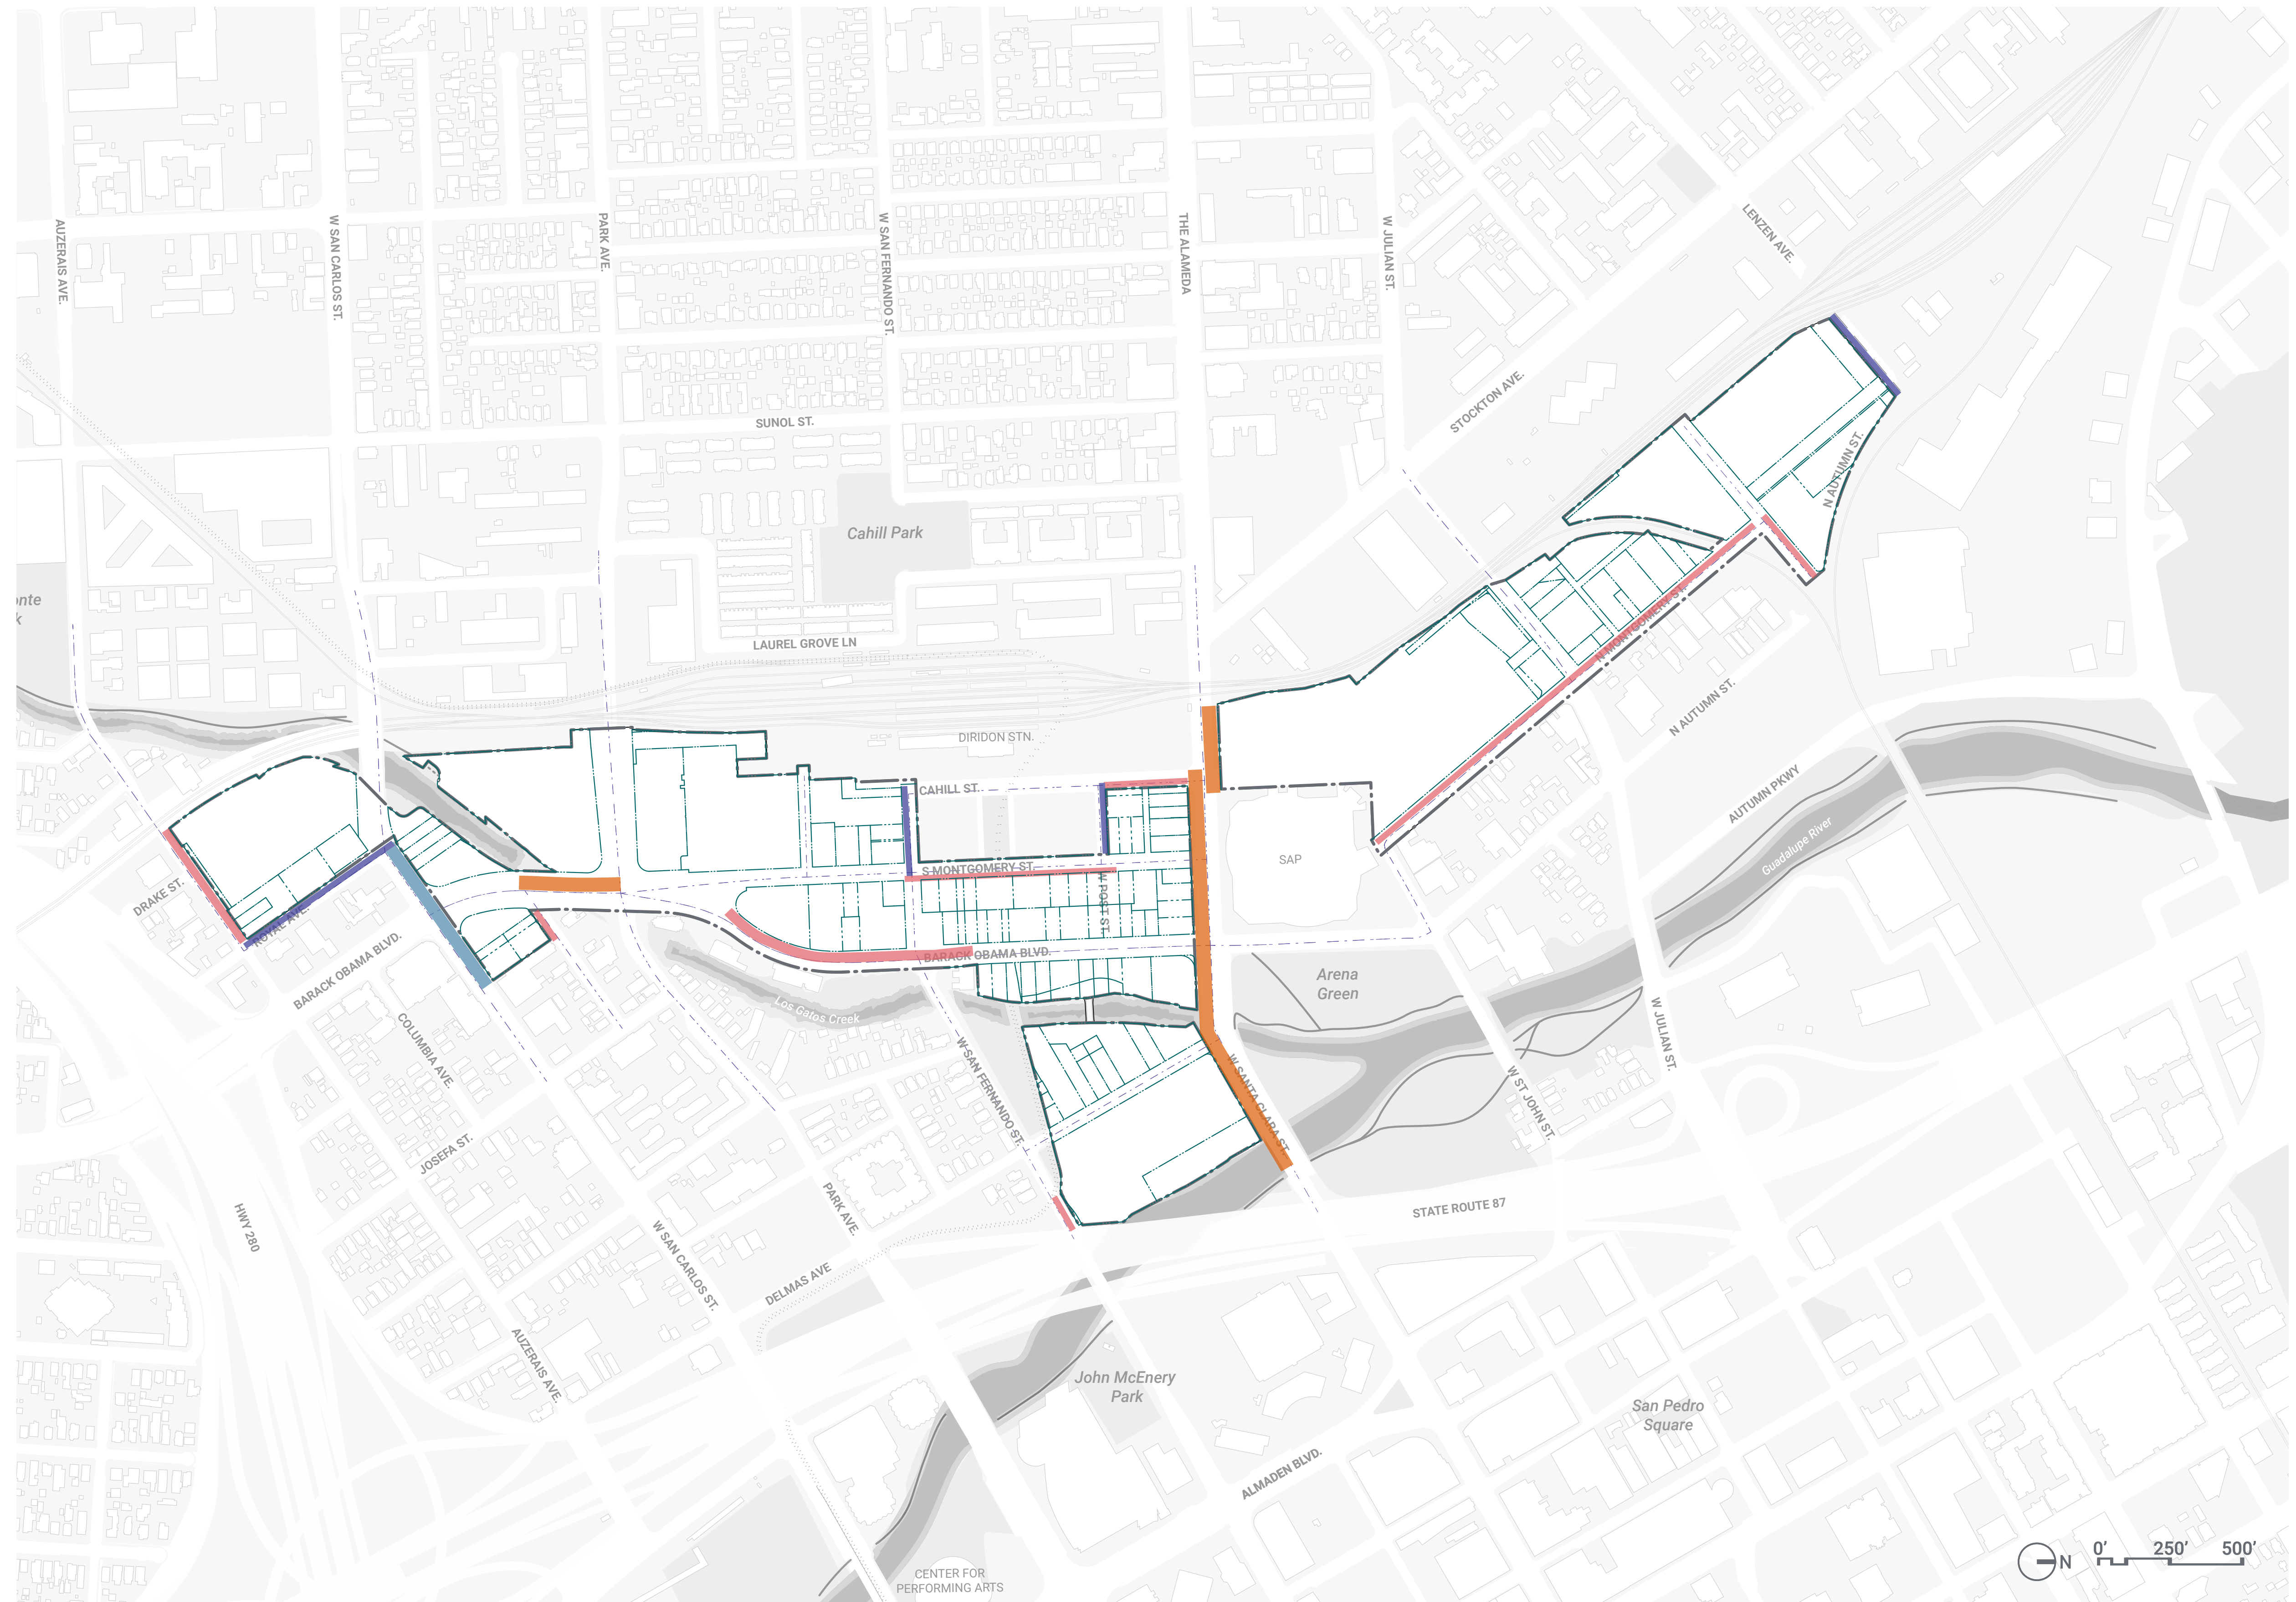 AUZERAIS AVE.
W SAN CARLOS ST.
PARK AVE.
W SAN FERNANDO ST.
THE ALAMEDA
W JULIAN ST.
LENZEN AVE.
STOCKTON AVE.
SUNOL ST.
N AUTUMN ST.
Cahill Park
onte
k
LAUREL GROVE LN
N MONTGOMERY ST.
N AUTUMN ST.
DIRIDON STN.
CAHILL ST.
AUTUMN PKWY
Guadalupe River
SAP
S MONTGOMERY ST.
W POST ST.
DRAKE ST.
ROYAL AVE.
BARACK OBAMA BLVD.
BARACK OBAMA BLVD.
Arena
Green
Los Gatos Creek
COLUMBIA AVE.
W SAN FERNANDO ST.
W SANTA CLARA ST.
W JULIAN ST.
W ST JOHN ST.
JOSEFA ST.
HWY 280
PARK AVE.
STATE ROUTE 87
W SAN CARLOS ST.
DELMAS AVE
AUZERAIS AVE.
John McEnery
Park
San Pedro
Square
ALMADEN BLVD.
CENTER FOR
PERFORMING ARTS
N
0’ 250’ 500’